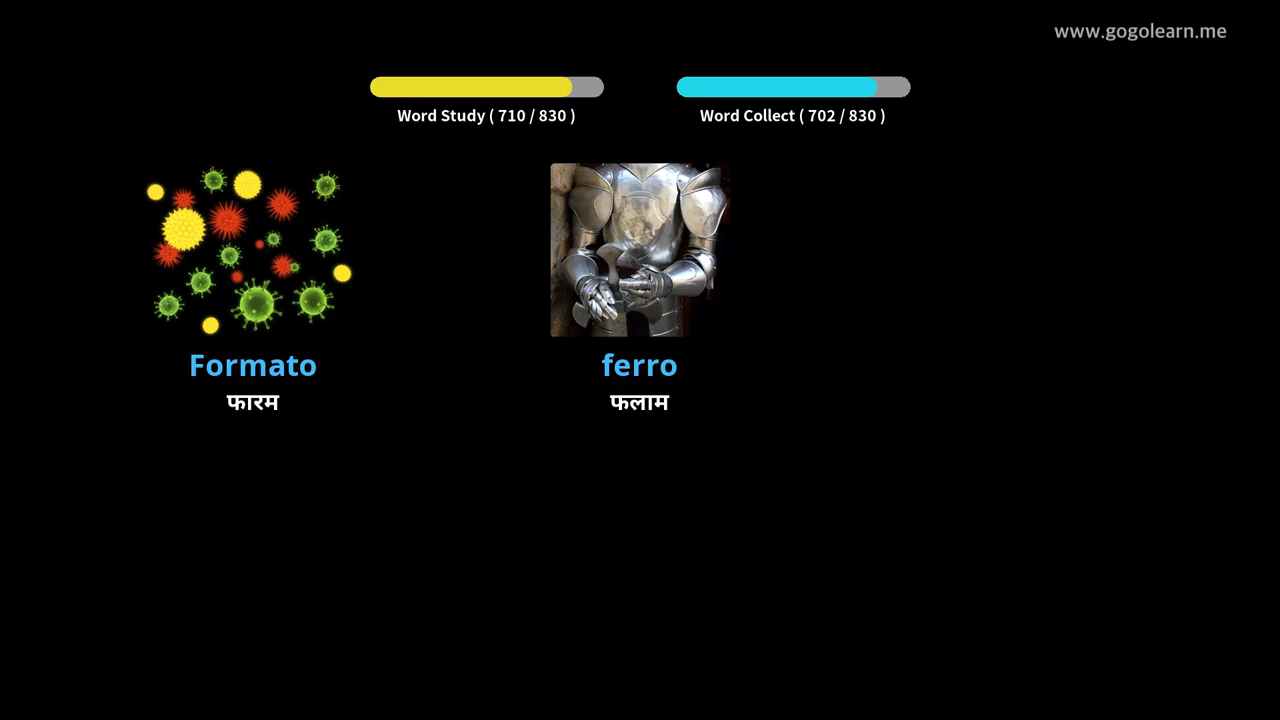 www.gogolearn.me
Word Study ( 710 / 830 )
Word Collect ( 702 / 830 )
Formato
फारम
ferro
फलाम